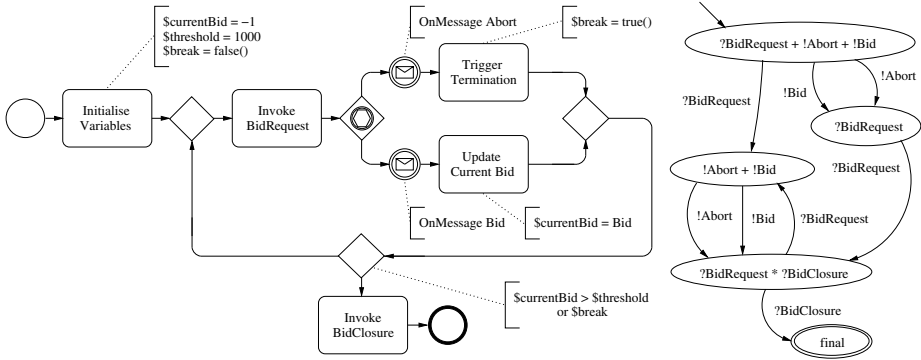 $currentBid = −1
$threshold = 1000
$break = false()
OnMessage Abort
$break = true()
Initialise
Variables
Invoke
BidRequest
Trigger
Termination
Update
Current Bid
OnMessage Bid
$currentBid = Bid
$currentBid > $threshold
or $break
Invoke
BidClosure
?BidRequest + !Abort + !Bid
?BidRequest
!Bid
!Abort
?BidRequest
?BidRequest
!Abort + !Bid
!Abort
!Bid
?BidRequest
?BidRequest * ?BidClosure
?BidClosure
final